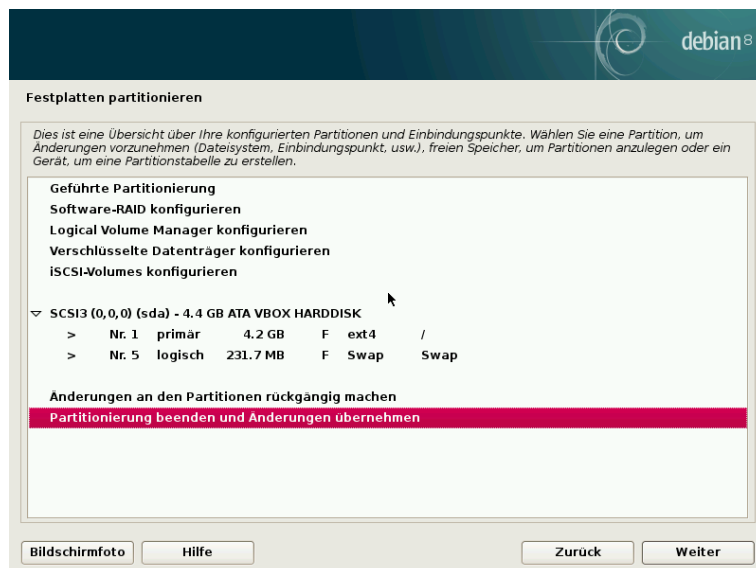 debian 8
Festplatten partitionieren
Dies ist eine Übersicht über Ihre konfigurierten Partitionen und Einbindungspunkte. Wählen Sie eine Partition, um
Änderungen vorzunehmen (Dateisystem, Einbindungspunkt, usw.), freien Speicher, um Partitionen anzulegen oder ein
Gerät, um eine Partitionstabelle zu erstellen.
Geführte Partitionierung
Software-RAID konfigurieren
Logical Volume Manager konfigurieren
Verschlüsselte Datenträger konfigurieren
iSCSI-Volumes konfigurieren
SCSI3 (0,0,0) (sda) - 4.4 GB ATA VBOX HARDDISK
> Nr. 1 primär 4.2 GB F ext4 /
> Nr. 5 logisch 231.7 MB F Swap Swap
Änderungen an den Partitionen rückgängig machen
Partitionierung beenden und Änderungen übernehmen
Bildschirmfoto Hilfe Zurück Weiter